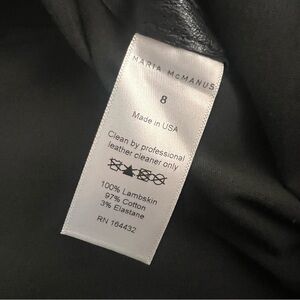 MARIA McMANUS
8
Made in USA
Clean by professional
leather cleaner only
100% Lambskin
97% Cotton
3% Elastane
RN 164432